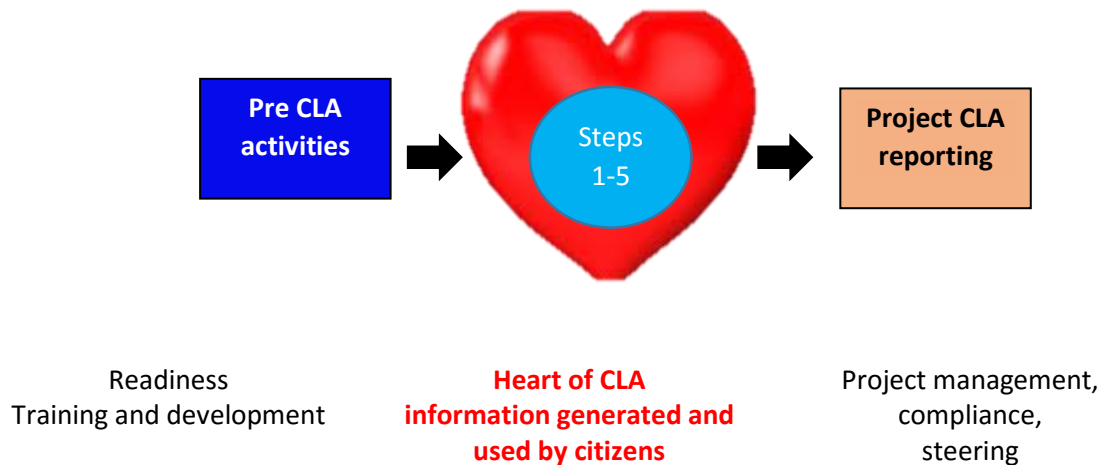 Pre CLA
activities
Steps
1-5
Project CLA
reporting
Readiness
Training and development
Heart of CLA
information generated and
used by citizens
Project management,
compliance,
steering